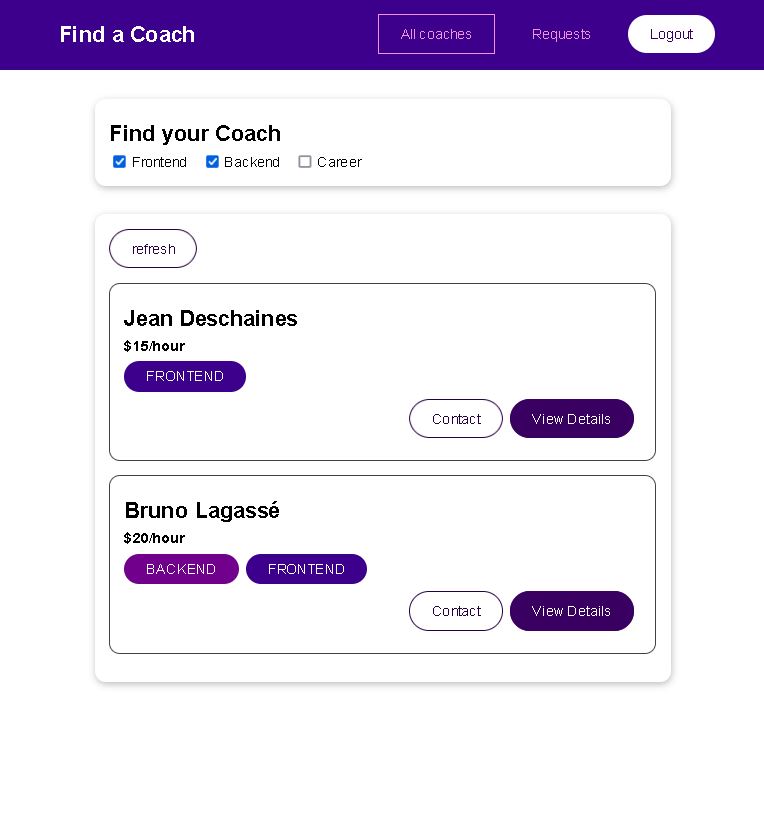 Find a Coach All coaches Requests Logout
Find your Coach
Frontend Backend Career
refresh
Jean Deschaines
$15/hour
FRONTEND
Contact View Details
Bruno Lagassé
$20/hour
BACKEND FRONTEND
Contact View Details